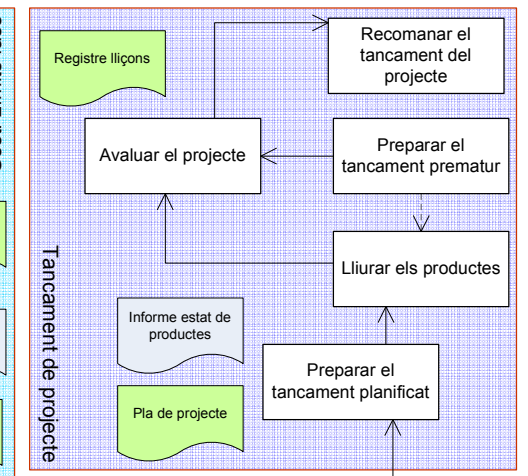 Registre lliçons
Recomanar el
tancament del
projecte
Avaluar el projecte
Preparar el
tancament prematur
Lliurar els productes
Informe estat de
productes
Preparar el
tancament planificat
Pla de projecte
Tancament de projecte